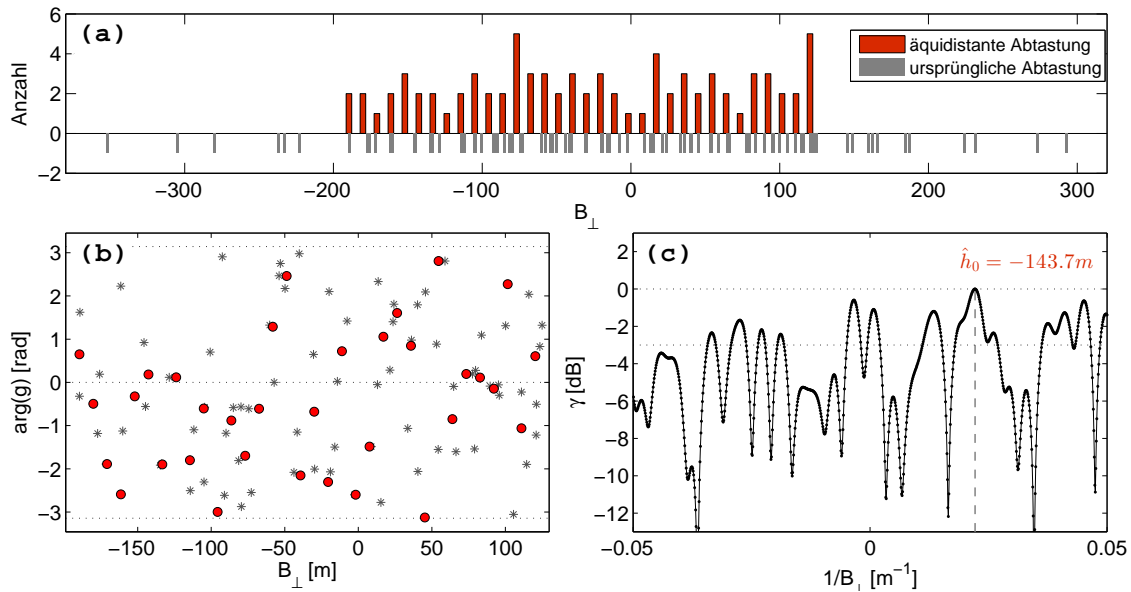 6
4
2
0
−2
Anzahl
(a)
äquidistante Abtastung
ursprüngliche Abtastung
−300 −200 −100 0 100 200 300
B⊥
3
2
1
0
−1
−2
−3
arg(g) [rad]
(b)
−150 −100 −50 0 50 100
B⊥ [m]
2
0
−2
−4
−6
−8
−10
−12
γ [dB]
(c)
ĥ₀ = −143.7m
−0.05 0 0.05
1/B⊥ [m⁻¹]